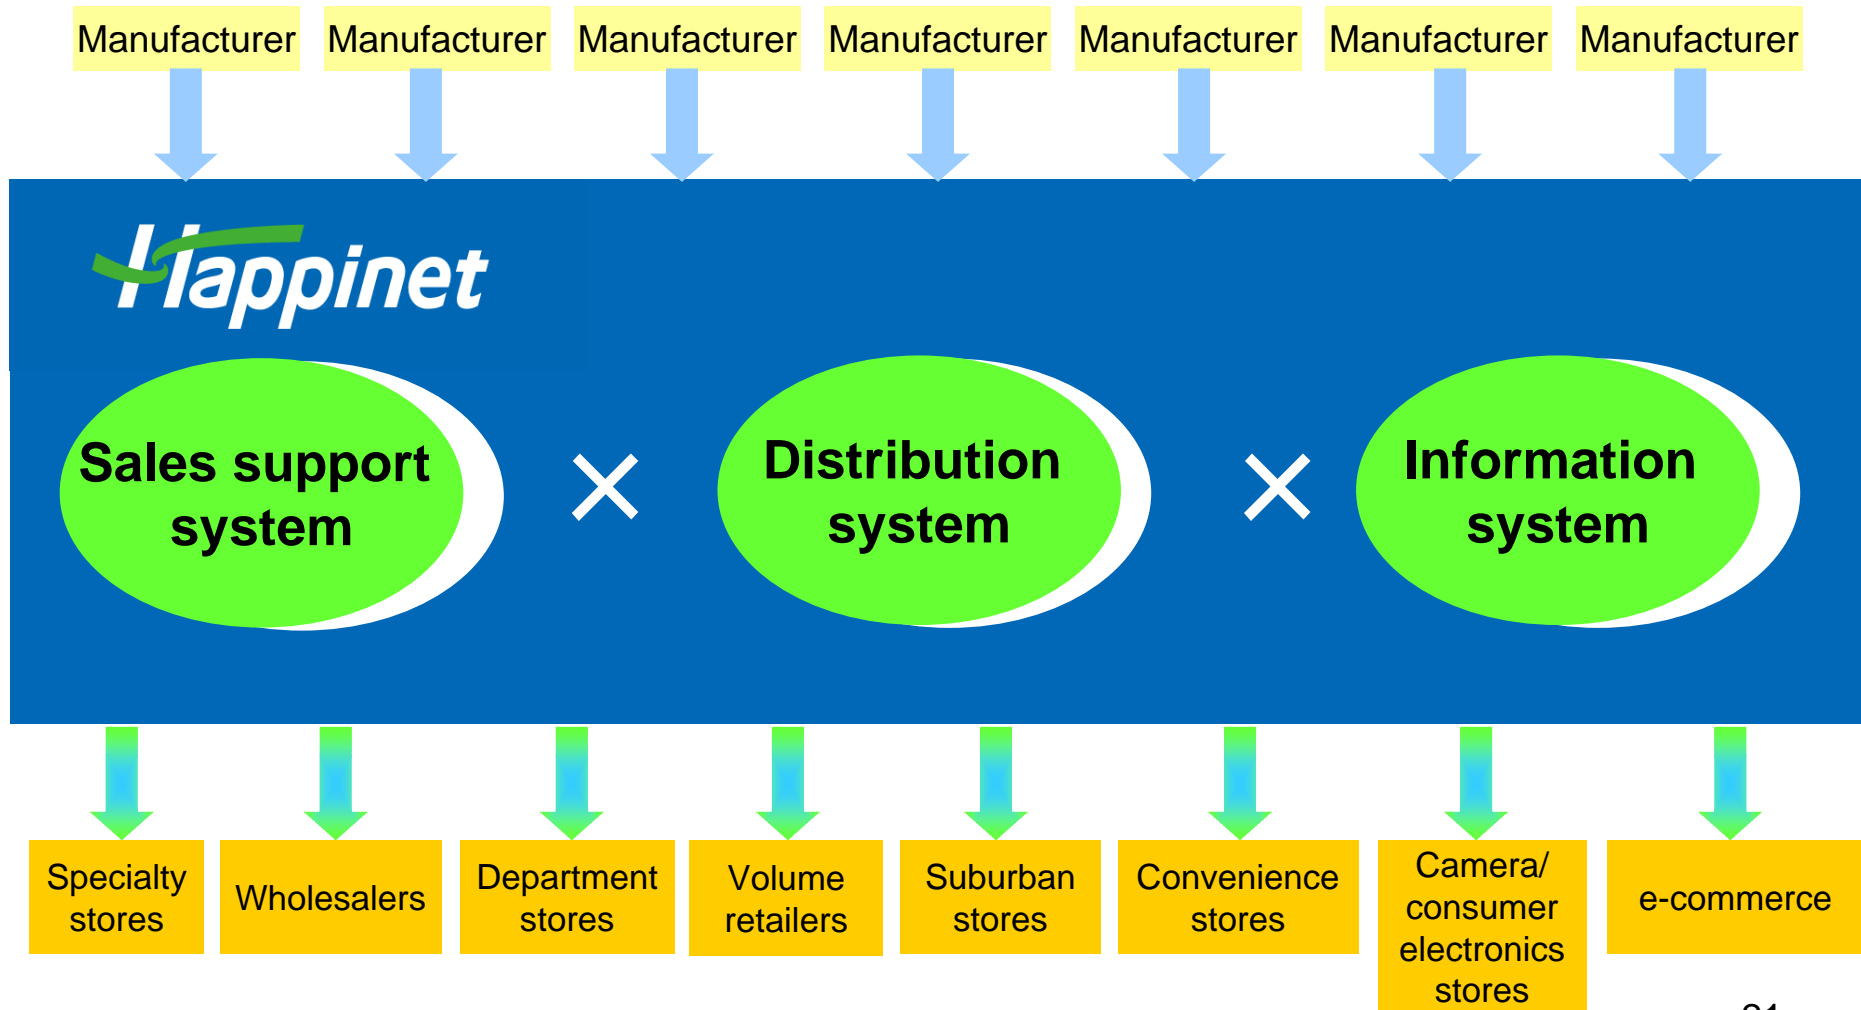 Manufacturer Manufacturer Manufacturer Manufacturer Manufacturer Manufacturer Manufacturer
Happinet
Sales support
system
×
Distribution
system
×
Information
system
Specialty
stores
Wholesalers
Department
stores
Volume
retailers
Suburban
stores
Convenience
stores
Camera/
consumer
electronics
stores
e-commerce